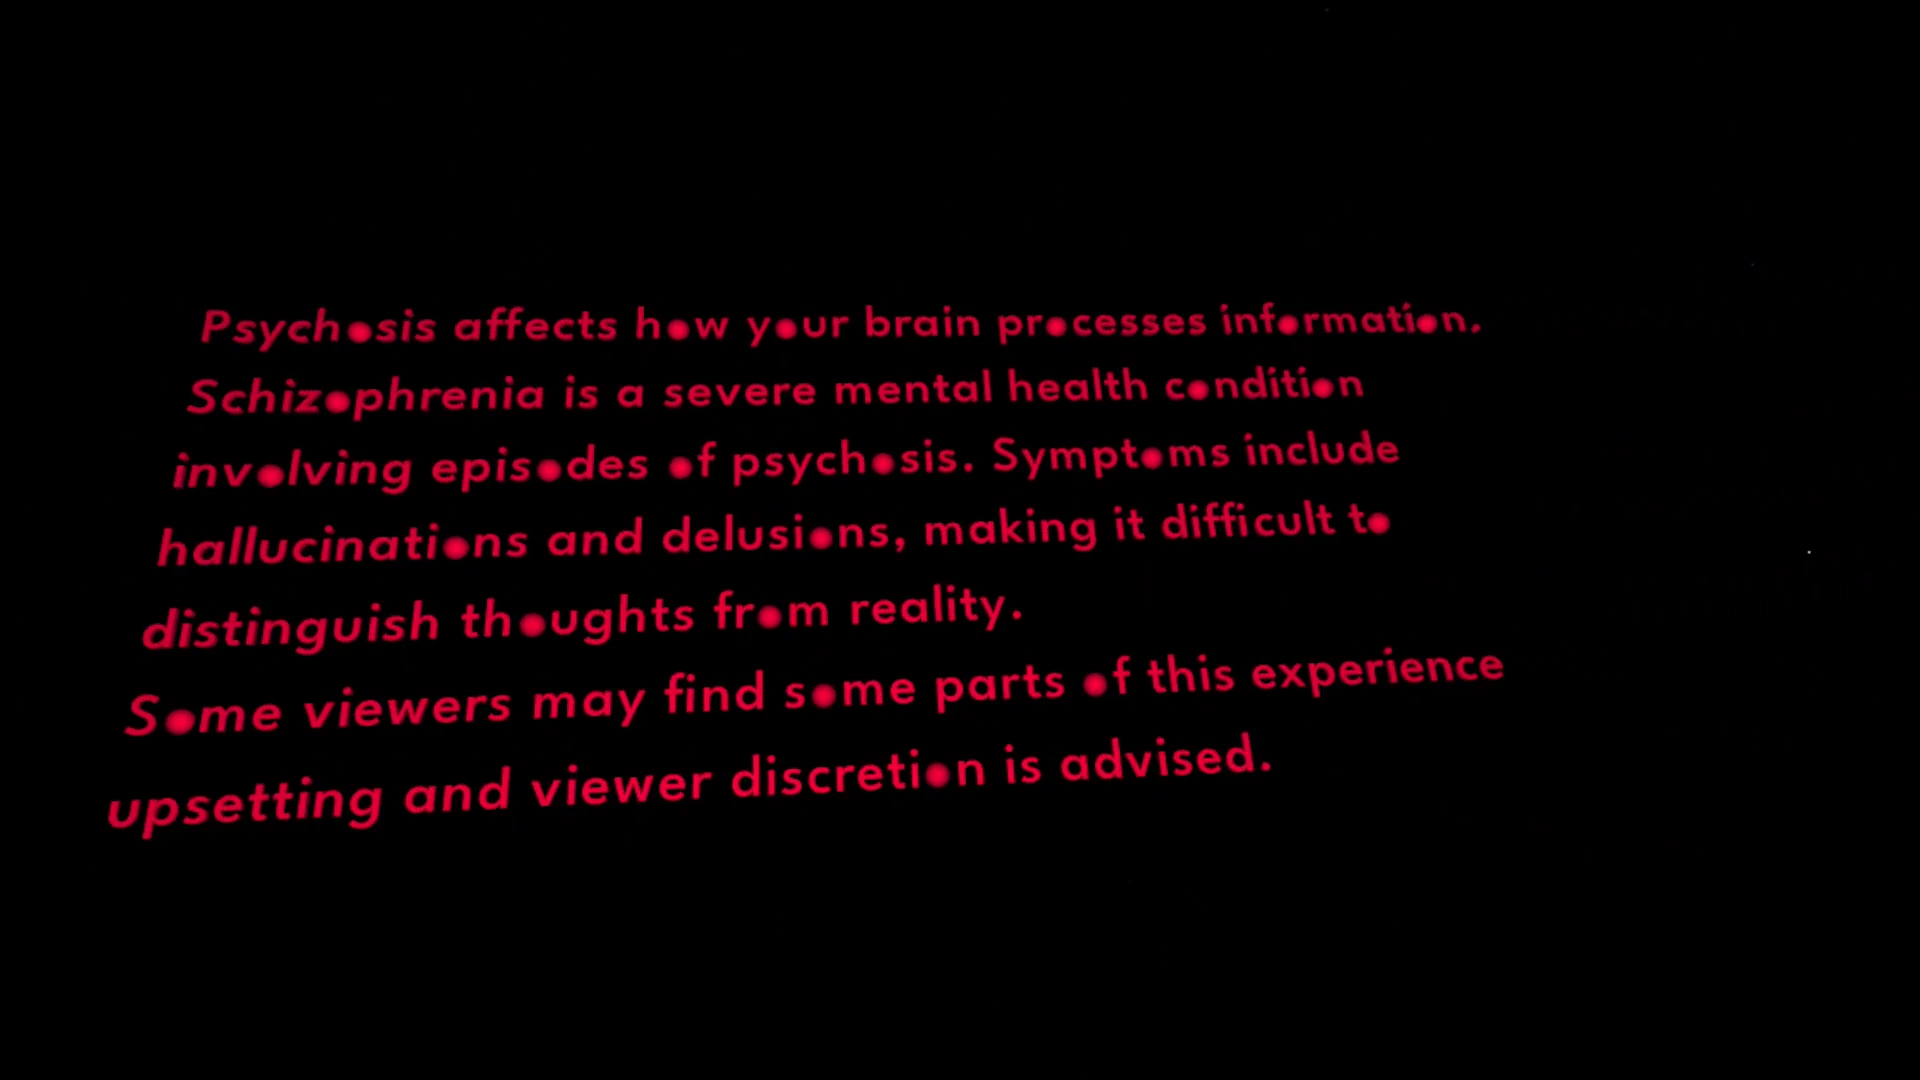 Psychosis affects how your brain processes information.
Schizophrenia is a severe mental health condition
involving episodes of psychosis. Symptoms include
hallucinations and delusions, making it difficult to
distinguish thoughts from reality.
Some viewers may find some parts of this experience
upsetting and viewer discretion is advised.